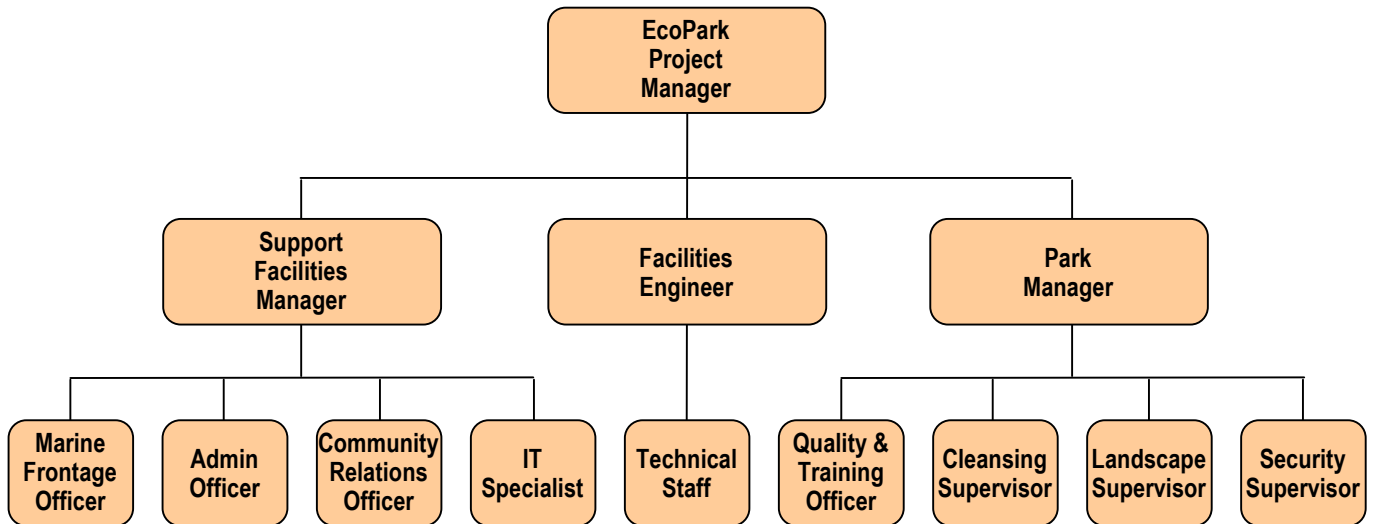 EcoPark
Project
Manager
Support
Facilities
Manager
Facilities
Engineer
Park
Manager
Marine
Frontage
Officer
Admin
Officer
Community
Relations
Officer
IT
Specialist
Technical
Staff
Quality &
Training
Officer
Cleansing
Supervisor
Landscape
Supervisor
Security
Supervisor